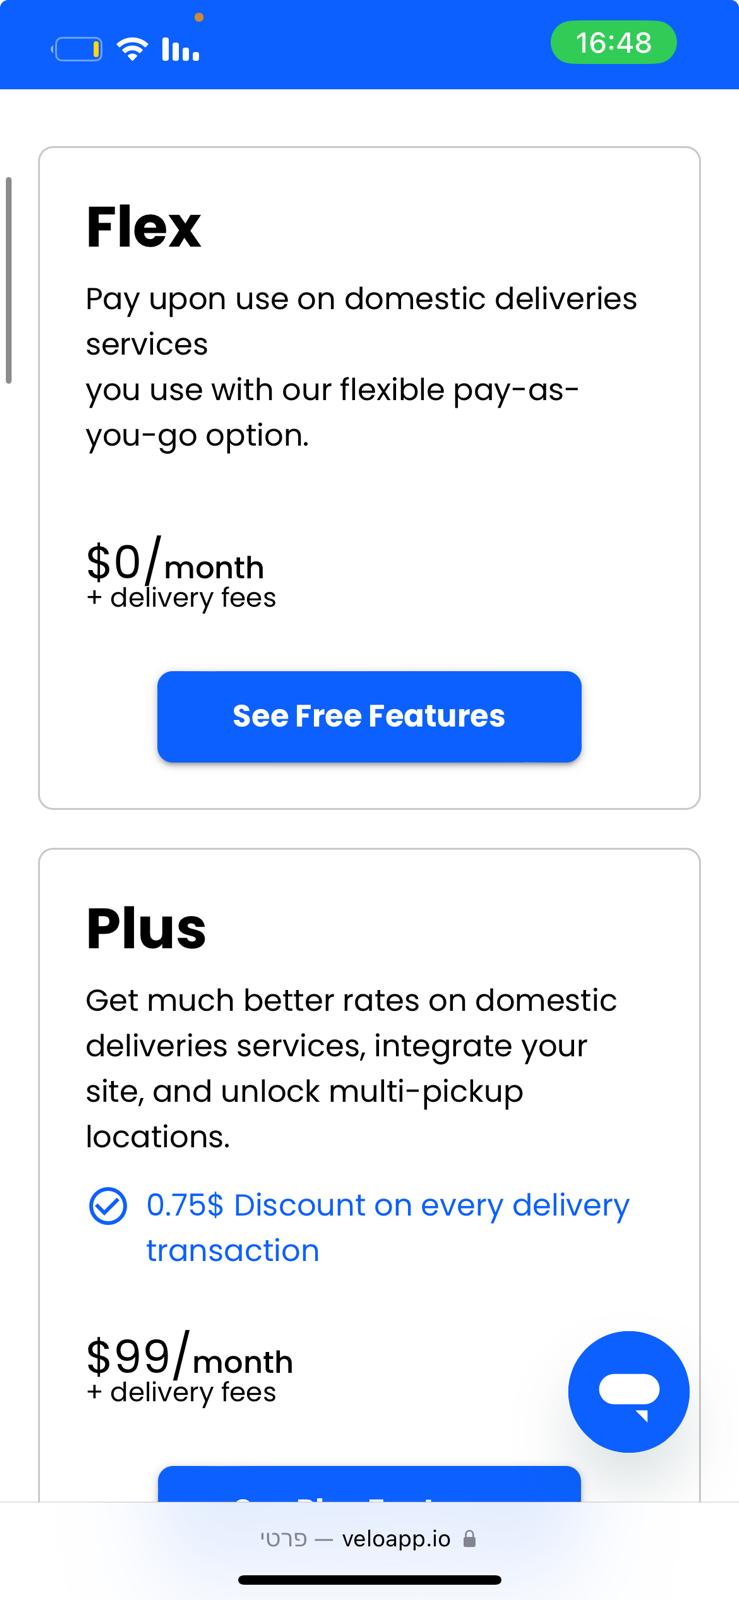 16:48
Flex
Pay upon use on domestic deliveries
services
you use with our flexible pay-as-
you-go option.
$0/month
+ delivery fees
See Free Features
Plus
Get much better rates on domestic
deliveries services, integrate your
site, and unlock multi-pickup
locations.
0.75$ Discount on every delivery
transaction
$99/month
+ delivery fees
פרטי — veloapp.io